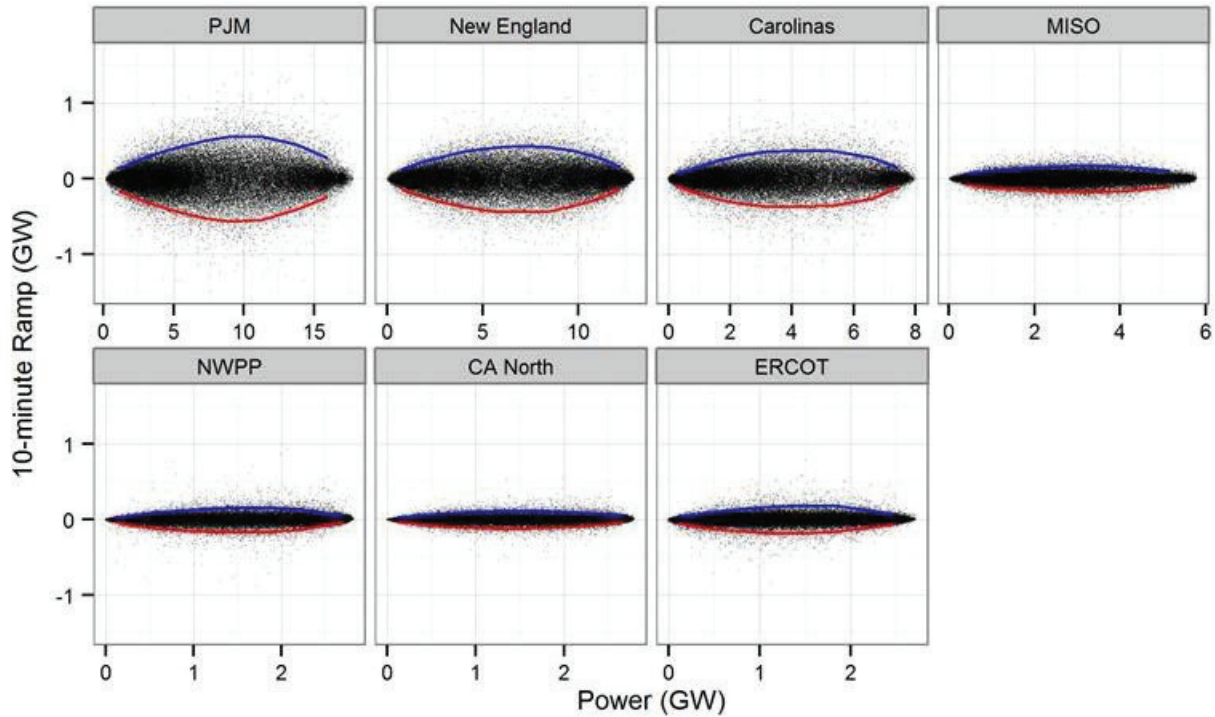 PJM
New England
Carolinas
MISO
10-minute Ramp (GW)
1
0
-1
0 5 10 15
0 5 10
0 2 4 6 8
0 2 4 6
NWPP
CA North
ERCOT
1
0
-1
0 1 2
0 1 2
0 1 2
Power (GW)